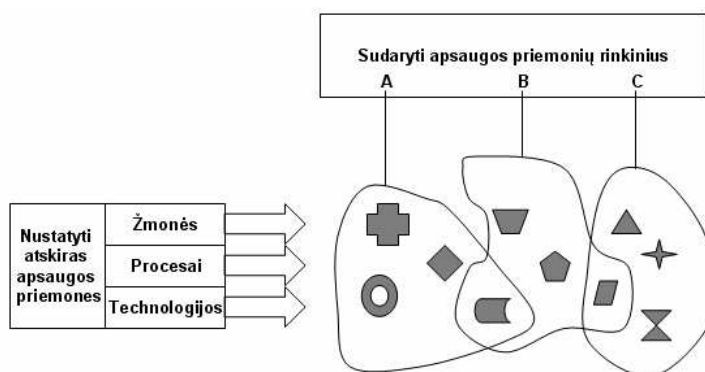 Sudaryti apsaugos priemonių rinkinius
A B C
Nustatyti
atskiras
apsaugos
priemones
Žmonės
Procesai
Technologijos